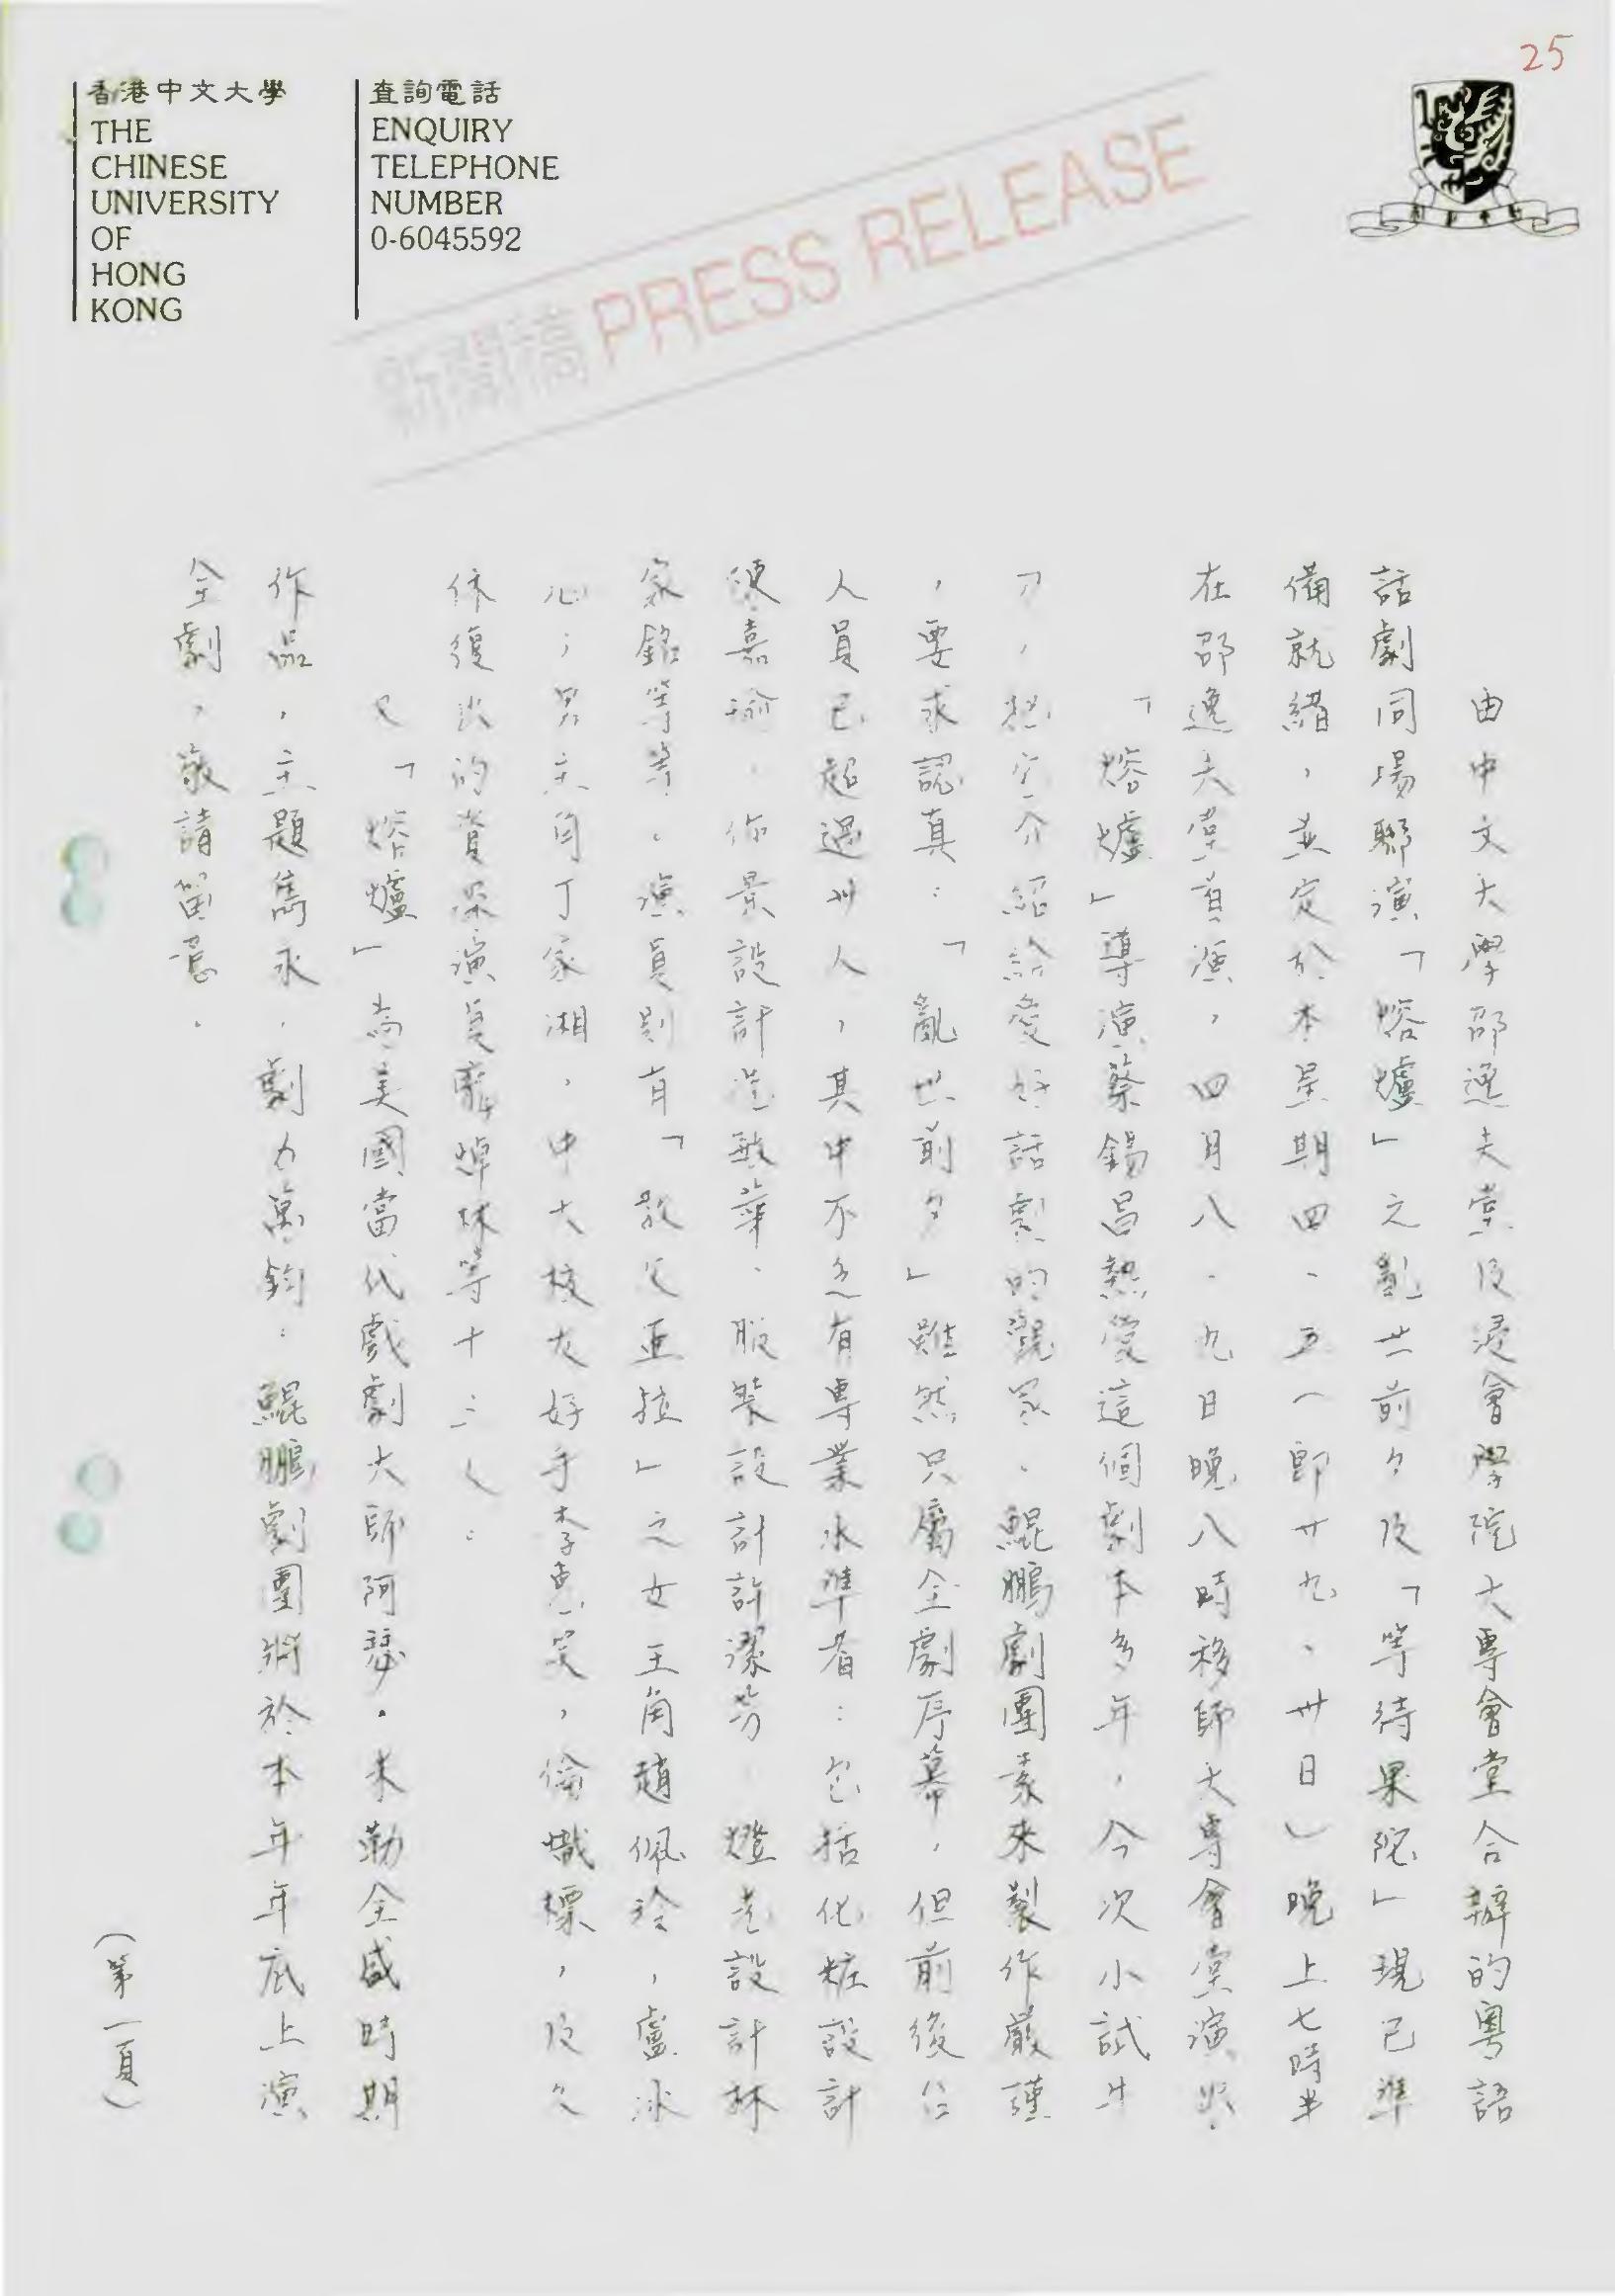 25
香港中文大學
THE
CHINESE
UNIVERSITY
OF
HONG
KONG
查詢電話
ENQUIRY
TELEPHONE
NUMBER
0-6045592
新聞稿 PRESS RELEASE
由中文大學邵逸夫堂及浸會學院大專會堂合辦的粵語
話劇同場聯演「熔爐」之亂世前夕及「等待果陀」現已準
備就緒，並定於本星期四、五（即廿九、卅日）晚上七時半
在邵逸夫堂首演，四月八、九日晚八時移師大專會堂演出。
「熔爐」導演蔡錫昌熱愛這個劇本多年，今次小試牛
刀，想介紹給愛好話劇的觀眾。鯤鵬劇團素來製作嚴謹
，要求認真：「亂世前夕」雖然只屬全劇序幕，但前後台
人員已超過卅人，其中不乏有專業水準者：包括化粧設計
陳嘉瑜、佈景設計范敏華、服裝設計許漾芳、燈光設計林
家銘等等。演員則有「教父亞拉」之女主角趙佩玲，盧冰
心；男主角丁家湘，中大校友好手李惠笑，倫熾標，及久
休復出的資深演員龐焯林等十三人。
又「熔爐」為美國當代戲劇大師阿瑟・米勒全盛時期
作品，主題雋永，劇力萬鈞。鯤鵬劇團將於本年年底上演
全劇，敬請留意。
（第一頁）